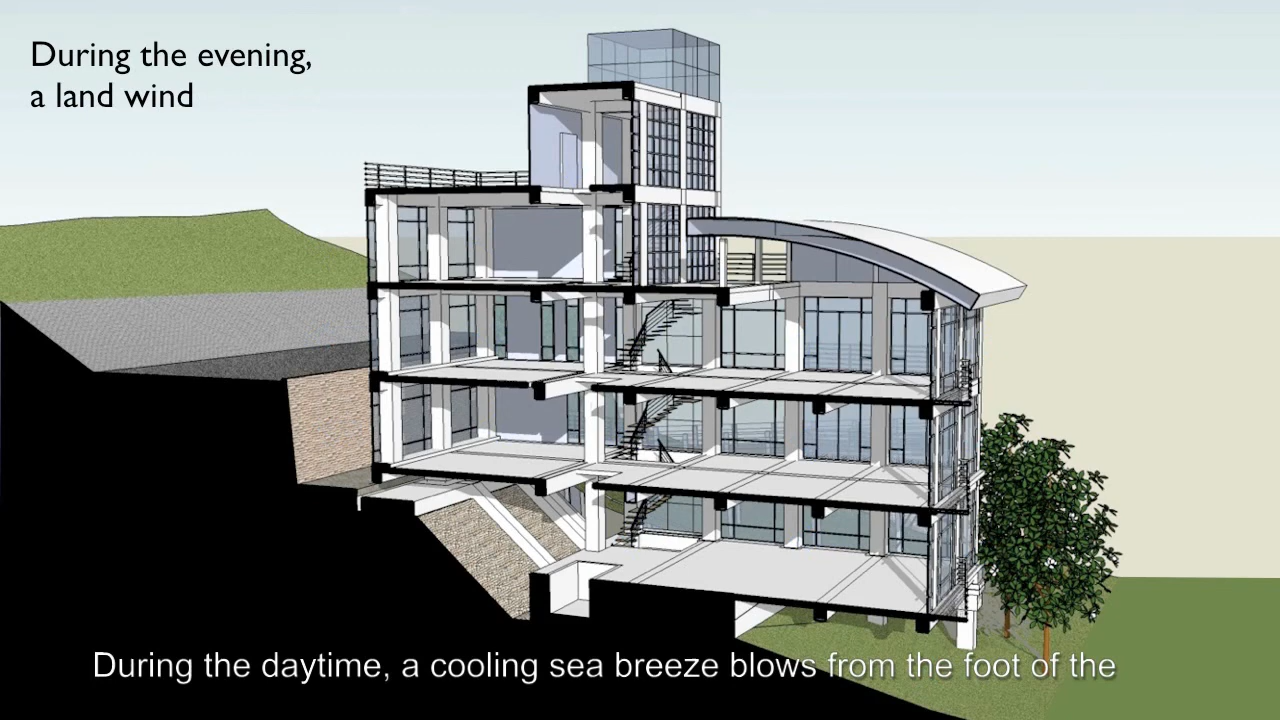 During the evening,
a land wind
During the daytime, a cooling sea breeze blows from the foot of the